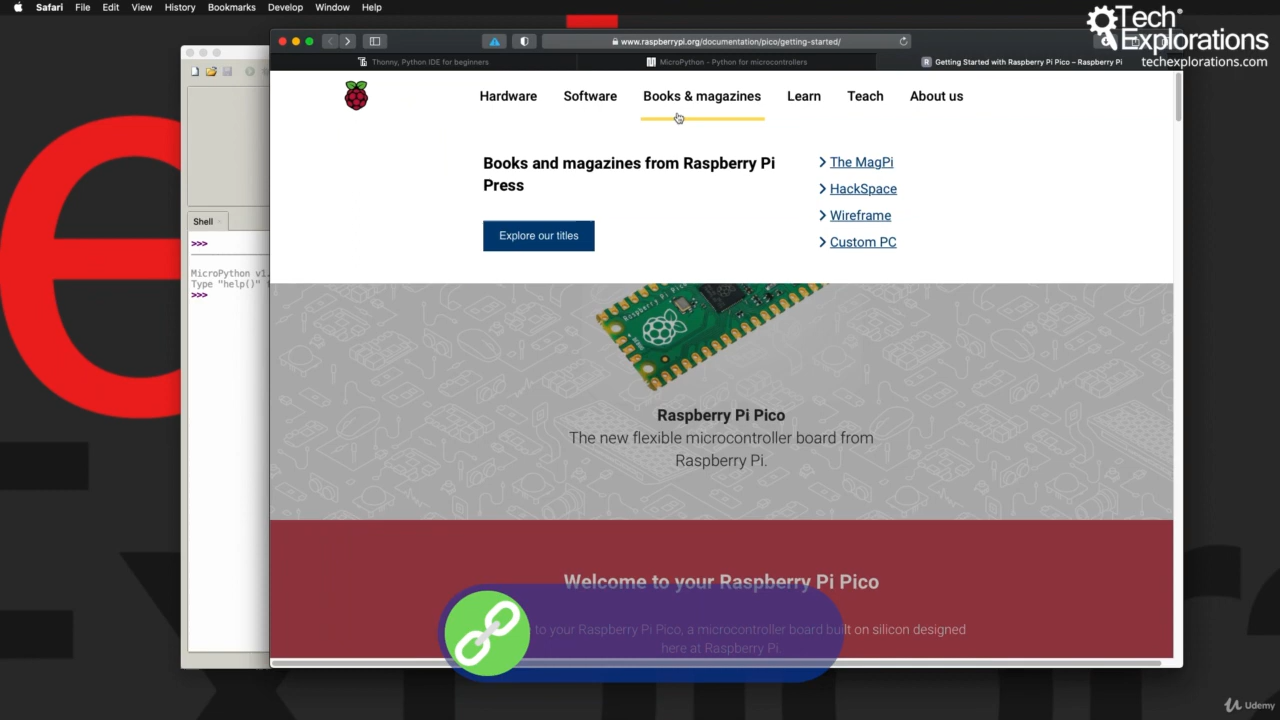 Safari File Edit View History Bookmarks Develop Window Help
Tech
Explorations
techexplorations.com
www.raspberrypi.org/documentation/pico/getting-started/
Thonny, Python IDE for beginners
MicroPython - Python for microcontrollers
Getting Started with Raspberry Pi Pico – Raspberry Pi
Hardware Software Books & magazines Learn Teach About us
Books and magazines from Raspberry Pi
Press
Explore our titles
The MagPi
HackSpace
Wireframe
Custom PC
Shell
>>>
MicroPython v1.
Type "help()"
>>>
Raspberry Pi
Raspberry Pi Pico
The new flexible microcontroller board from
Raspberry Pi.
Welcome to your Raspberry Pi Pico
to your Raspberry Pi Pico, a microcontroller board built on silicon designed
here at Raspberry Pi.
Udemy